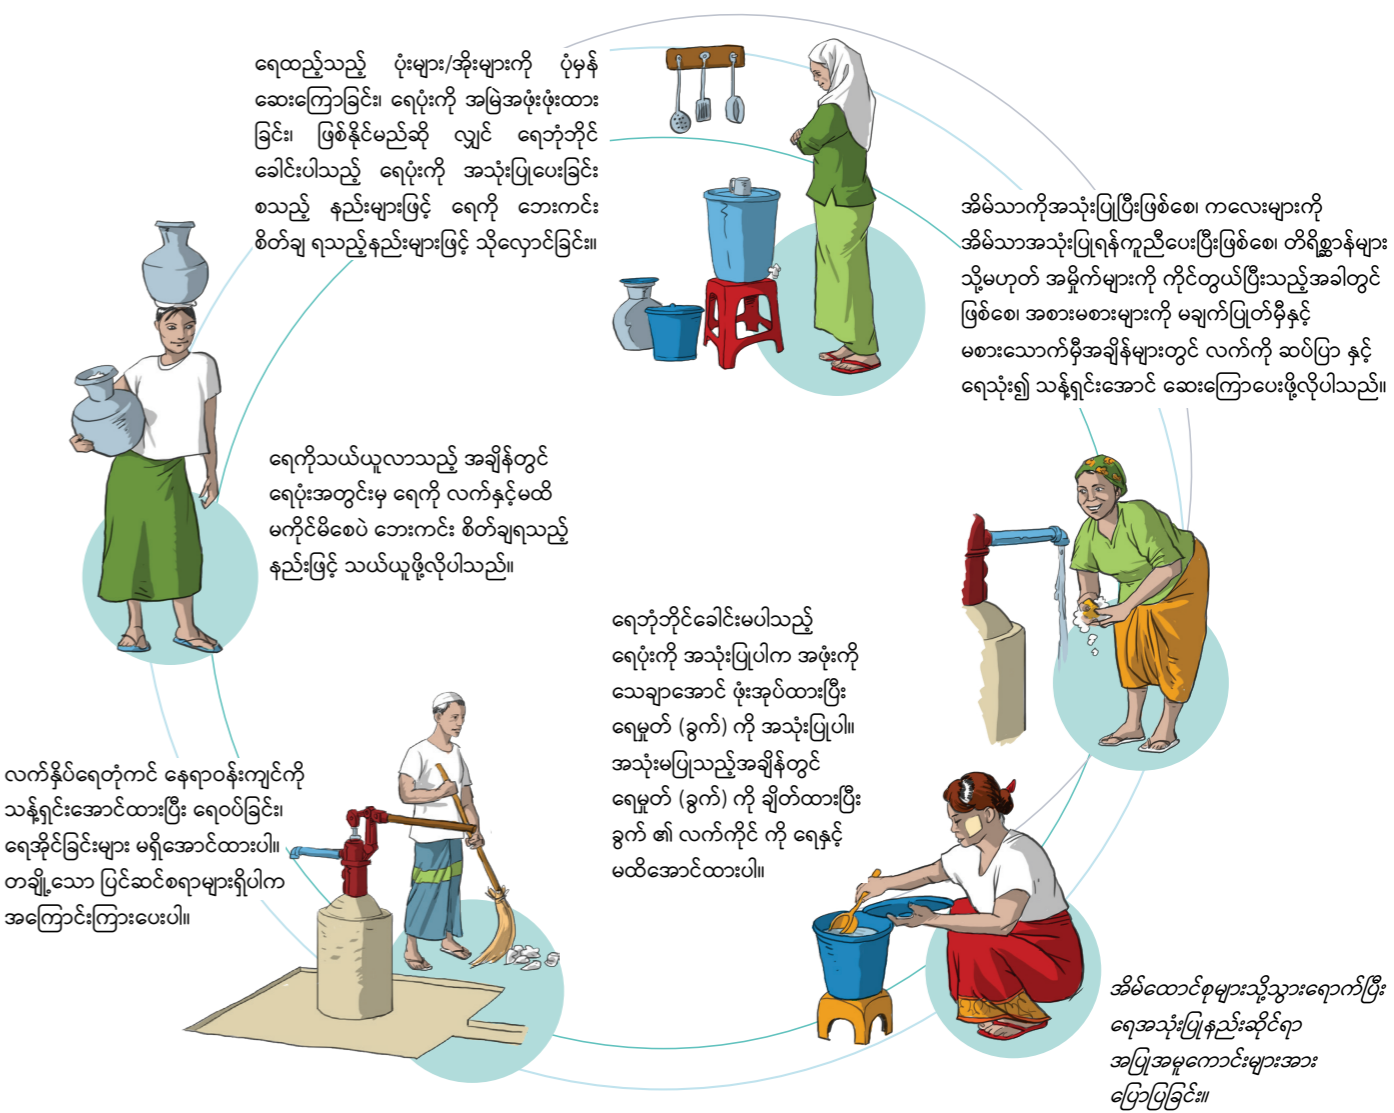 ရေထည့်သည့် ပုံးများ/အိုးများကို ပုံမှန်
ဆေးကြောခြင်း၊ ရေပုံးကို အမြဲအဖုံးဖုံးထား
ခြင်း၊ ဖြစ်နိုင်မည်ဆို လျှင် ရေဘုံဘိုင်
ခေါင်းပါသည့် ရေပုံးကို အသုံးပြုပေးခြင်း
စသည့် နည်းများဖြင့် ရေကို ဘေးကင်း
စိတ်ချ ရသည့်နည်းများဖြင့် သိုလှောင်ခြင်း။
အိမ်သာကိုအသုံးပြုပြီးဖြစ်စေ၊ ကလေးများကို
အိမ်သာအသုံးပြုရန်ကူညီပေးပြီးဖြစ်စေ၊ တိရိစ္ဆာန်များ
သို့မဟုတ် အမှိုက်များကို ကိုင်တွယ်ပြီးသည့်အခါတွင်
ဖြစ်စေ၊ အစားမစားများကို မချက်ပြုတ်မှီနှင့်
မစားသောက်မှီအချိန်များတွင် လက်ကို ဆပ်ပြာ နှင့်
ရေသုံး၍ သန့်ရှင်းအောင် ဆေးကြောပေးဖို့လိုပါသည်။
ရေကိုသယ်ယူလာသည့် အချိန်တွင်
ရေပုံးအတွင်းမှ ရေကို လက်နှင့်မထိ
မကိုင်မိစေပဲ ဘေးကင်း စိတ်ချရသည့်
နည်းဖြင့် သယ်ယူဖို့လိုပါသည်။
ရေဘုံဘိုင်ခေါင်းမပါသည့်
ရေပုံးကို အသုံးပြုပါက အဖုံးကို
သေချာအောင် ဖုံးအုပ်ထားပြီး
ရေမှုတ် (ခွက်) ကို အသုံးပြုပါ။
အသုံးမပြုသည့်အချိန်တွင်
ရေမှုတ် (ခွက်) ကို ချိတ်ထားပြီး
ခွက် ၏ လက်ကိုင် ကို ရေနှင့်
မထိအောင်ထားပါ။
လက်နှိပ်ရေတုံကင် နေရာဝန်းကျင်ကို
သန့်ရှင်းအောင်ထားပြီး ရေဝပ်ခြင်း၊
ရေအိုင်ခြင်းများ မရှိအောင်ထားပါ။
တချို့သော ပြင်ဆင်စရာများရှိပါက
အကြောင်းကြားပေးပါ။
အိမ်ထောင်စုများသို့သွားရောက်ပြီး
ရေအသုံးပြုနည်းဆိုင်ရာ
အပြုအမူကောင်းများအား
ပြောပြခြင်း။